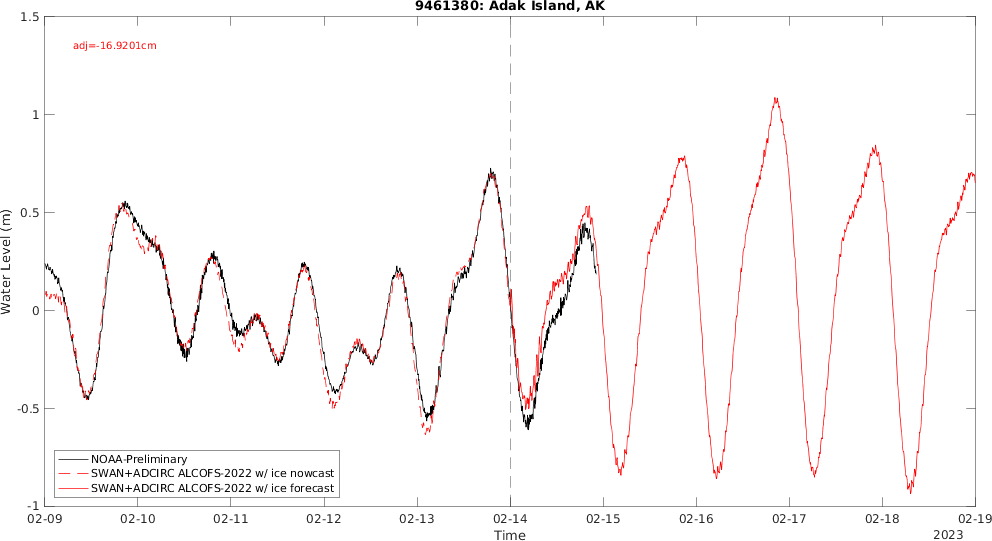 9461380: Adak Island, AK
adj=-16.9201cm
Water Level (m)
1.5
1
0.5
0
-0.5
-1
NOAA-Preliminary
SWAN+ADCIRC ALCOFS-2022 w/ ice nowcast
SWAN+ADCIRC ALCOFS-2022 w/ ice forecast
02-09 02-10 02-11 02-12 02-13 02-14 02-15 02-16 02-17 02-18 02-19
Time
2023